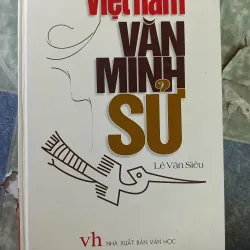 Việt nam
VĂN
MINH
SỬ
Lê Văn Siêu
vh NHÀ XUẤT BẢN VĂN HỌC